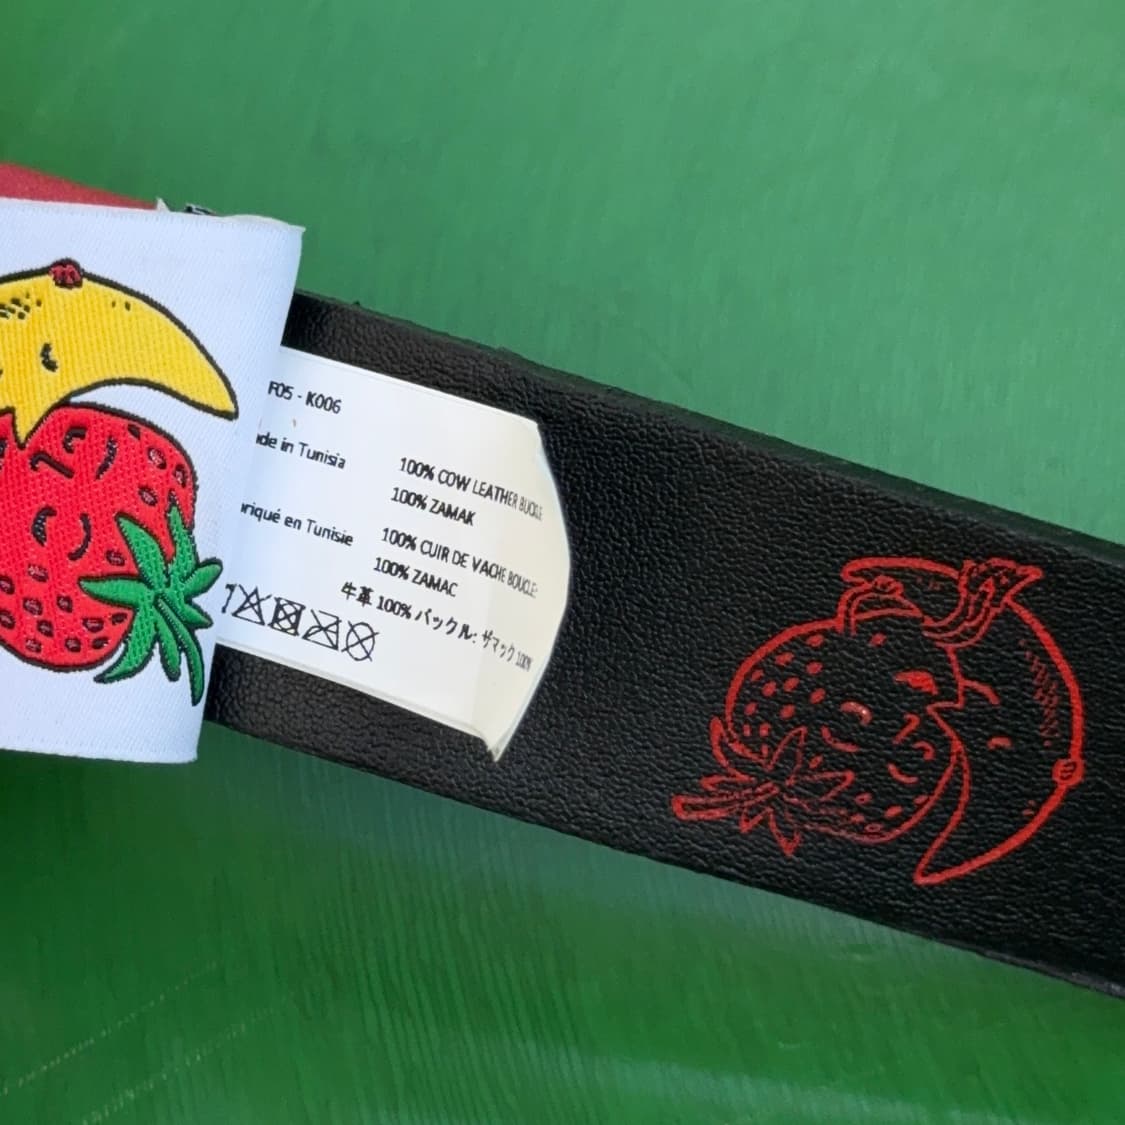 F05 - K006
de in Tunisia
100% COW LEATHER BUCKLE:
100% ZAMAK
riqué en Tunisie
100% CUIR DE VACHE BOUCLE:
100% ZAMAC
牛革 100% バックル: ザマック 100%